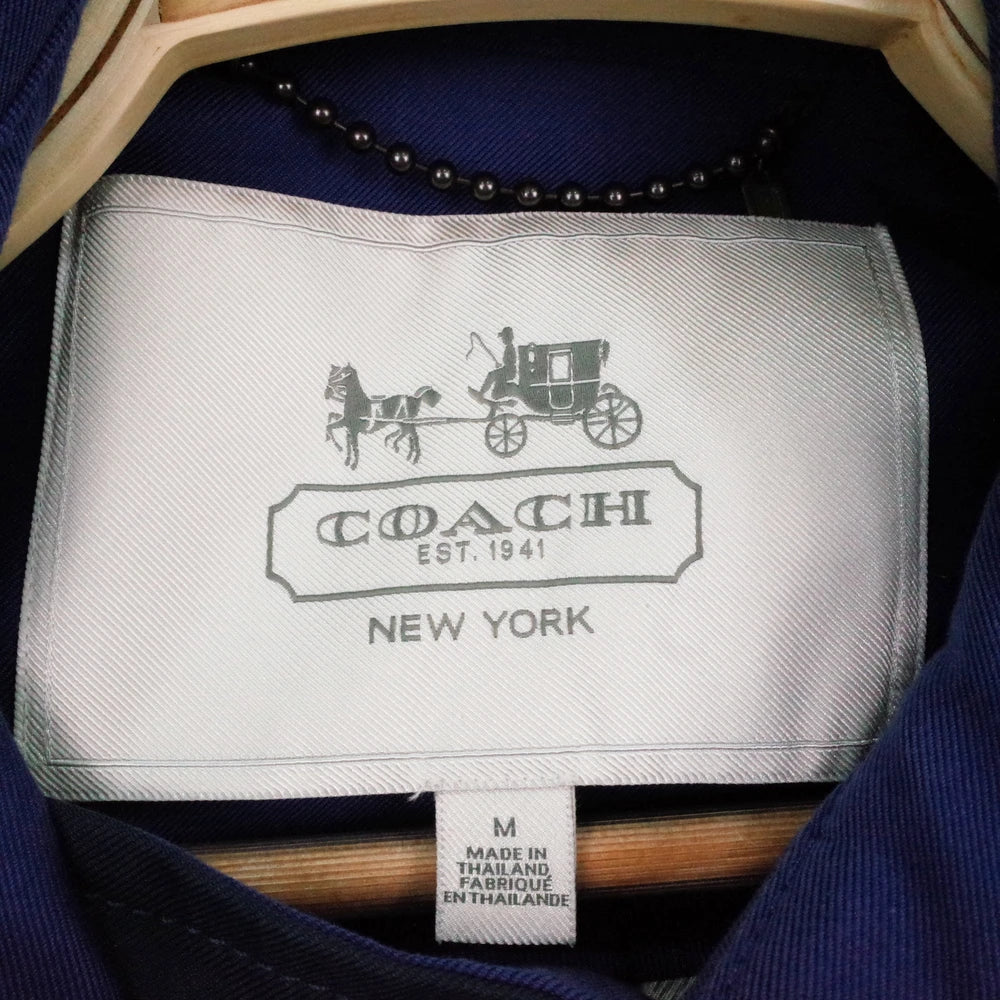 COACH
EST. 1941
NEW YORK
M
MADE IN
THAILAND
FABRIQUÉ
EN THAILANDE